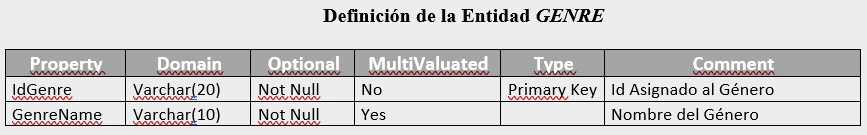 Definición de la Entidad GENRE
Property Domain Optional MultiValuated Type Comment
IdGenre Varchar(20) Not Null No Primary Key Id Asignado al Género
GenreName Varchar(10) Not Null Yes Nombre del Género